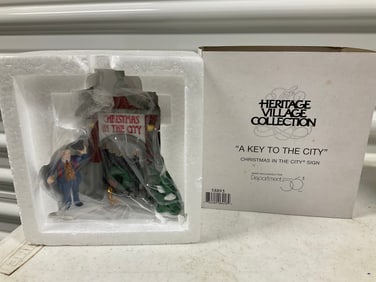 CHRISTMAS
IN THE CITY
HERITAGE
VILLAGE
COLLECTION
"A KEY TO THE CITY"
CHRISTMAS IN THE CITY® SIGN
Department 56®